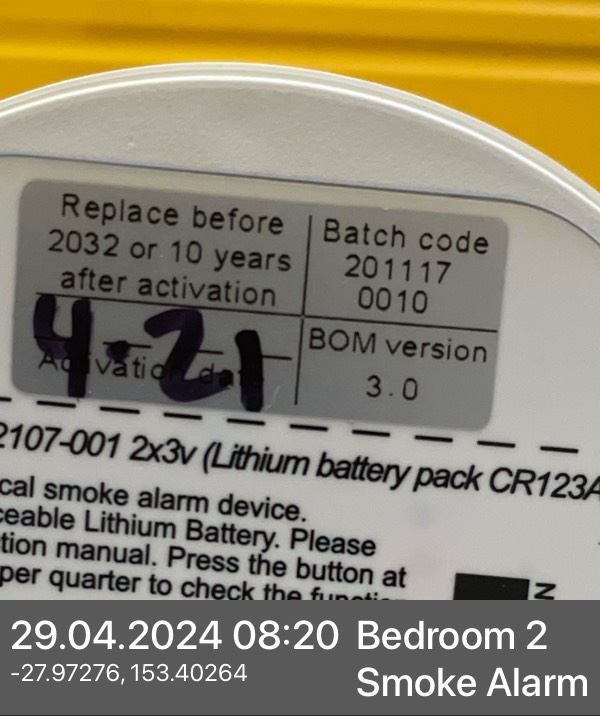 Replace before
2032 or 10 years
after activation
Batch code
201117
0010
4-21
Activation date
BOM version
3.0
2107-001 2x3v (Lithium battery pack CR123A
cal smoke alarm device.
ceable Lithium Battery. Please
tion manual. Press the button at
per quarter to check the
29.04.2024 08:20
-27.97276, 153.40264
Bedroom 2
Smoke Alarm